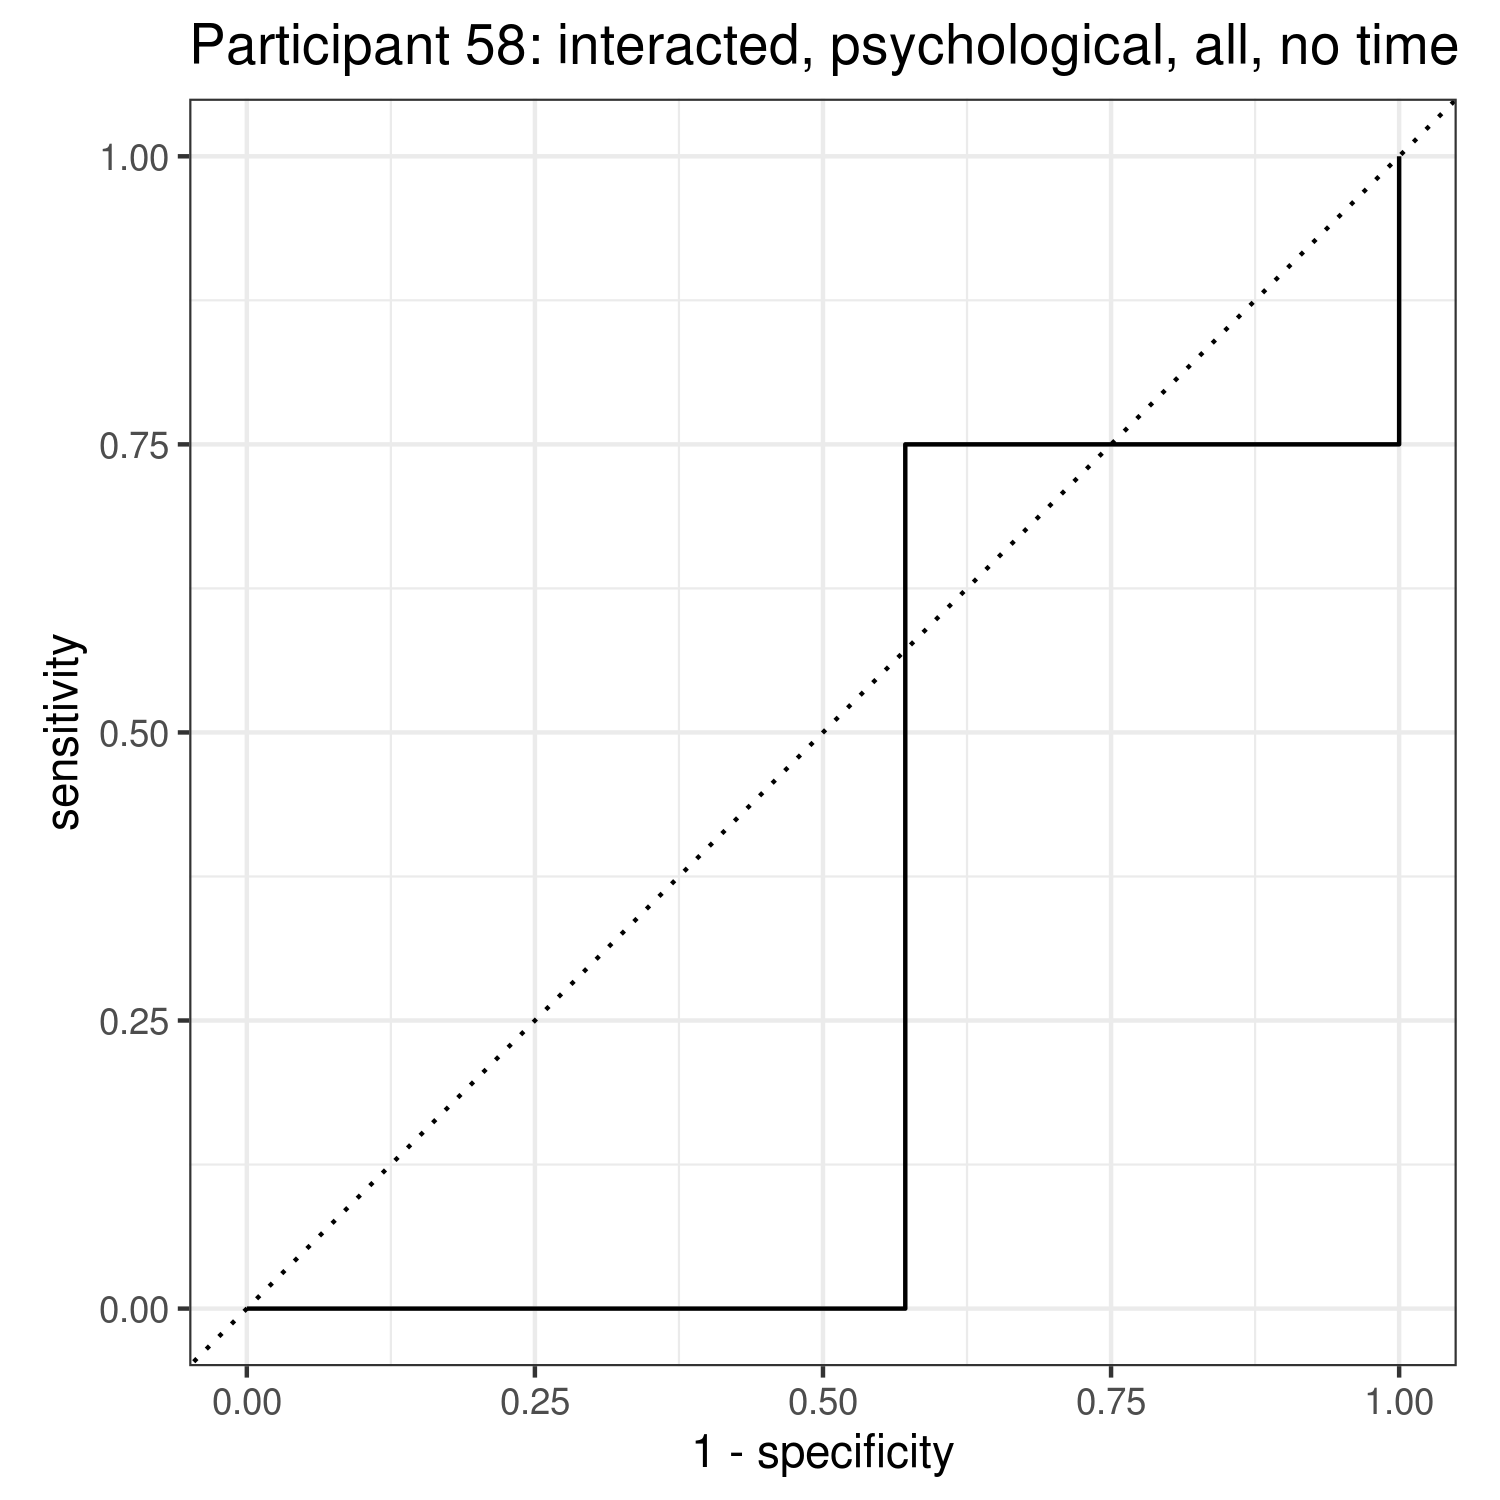 Participant 58: interacted, psychological, all, no time
1.00
0.75
0.50
0.25
0.00
sensitivity
0.00 0.25 0.50 0.75 1.00
1 - specificity